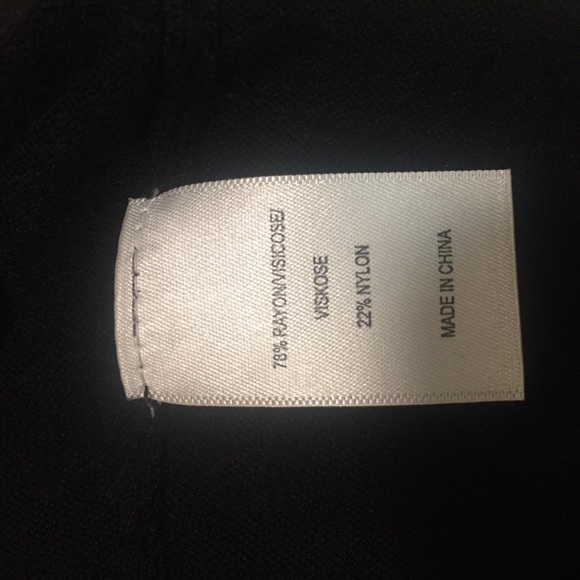 78% RAYON/VISICOSE/
VISKOSE
22% NYLON
MADE IN CHINA